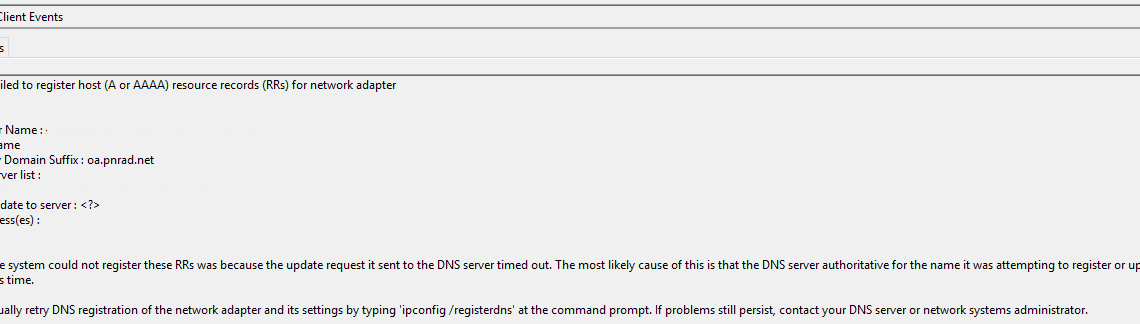 Client Events
s
iled to register host (A or AAAA) resource records (RRs) for network adapter
r Name :
ame
Domain Suffix : oa.pnrad.net
rver list :
date to server : <?>
ess(es) :
e system could not register these RRs was because the update request it sent to the DNS server timed out. The most likely cause of this is that the DNS server authoritative for the name it was attempting to register or up
s time.
ually retry DNS registration of the network adapter and its settings by typing 'ipconfig /registerdns' at the command prompt. If problems still persist, contact your DNS server or network systems administrator.